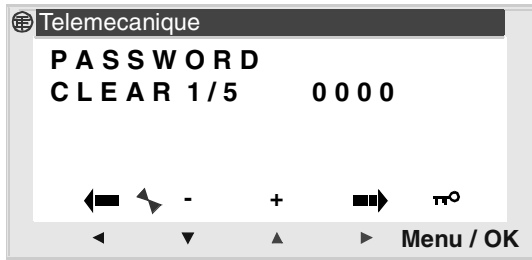 Telemecanique
PASSWORD
CLEAR 1/5 0000
- +
Menu / OK